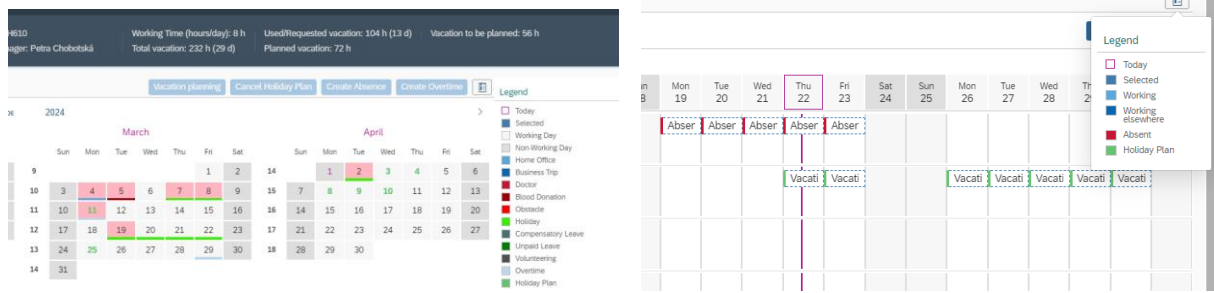 H610
Working Time (hours/day): 8 h
Used/Requested vacation: 104 h (13 d)
Vacation to be planned: 56 h
ager: Petra Chobotská
Total vacation: 232 h (29 d)
Planned vacation: 72 h
Vacation planning
Cancel Holiday Plan
Create Absence
Create Overtime
2024
March
Sun Mon Tue Wed Thu Fri Sat
9 1 2
10 3 4 5 6 7 8 9
11 10 11 12 13 14 15 16
12 17 18 19 20 21 22 23
13 24 25 26 27 28 29 30
14 31
April
Sun Mon Tue Wed Thu Fri Sat
14 1 2 3 4 5 6
15 7 8 9 10 11 12 13
16 14 15 16 17 18 19 20
17 21 22 23 24 25 26 27
18 28 29 30
Legend
Today
Selected
Working Day
Non-Working Day
Home Office
Business Trip
Doctor
Blood Donation
Obstacle
Holiday
Compensatory Leave
Unpaid Leave
Volunteering
Overtime
Holiday Plan
Mon Tue Wed Thu Fri Sat Sun Mon Tue Wed Th
8 19 20 21 22 23 24 25 26 27 28 29
Abser Abser Abser Abser Abser
Vacati Vacati Vacati Vacati Vacati Vacati Vacati
Legend
Today
Selected
Working
Working
elsewhere
Absent
Holiday Plan